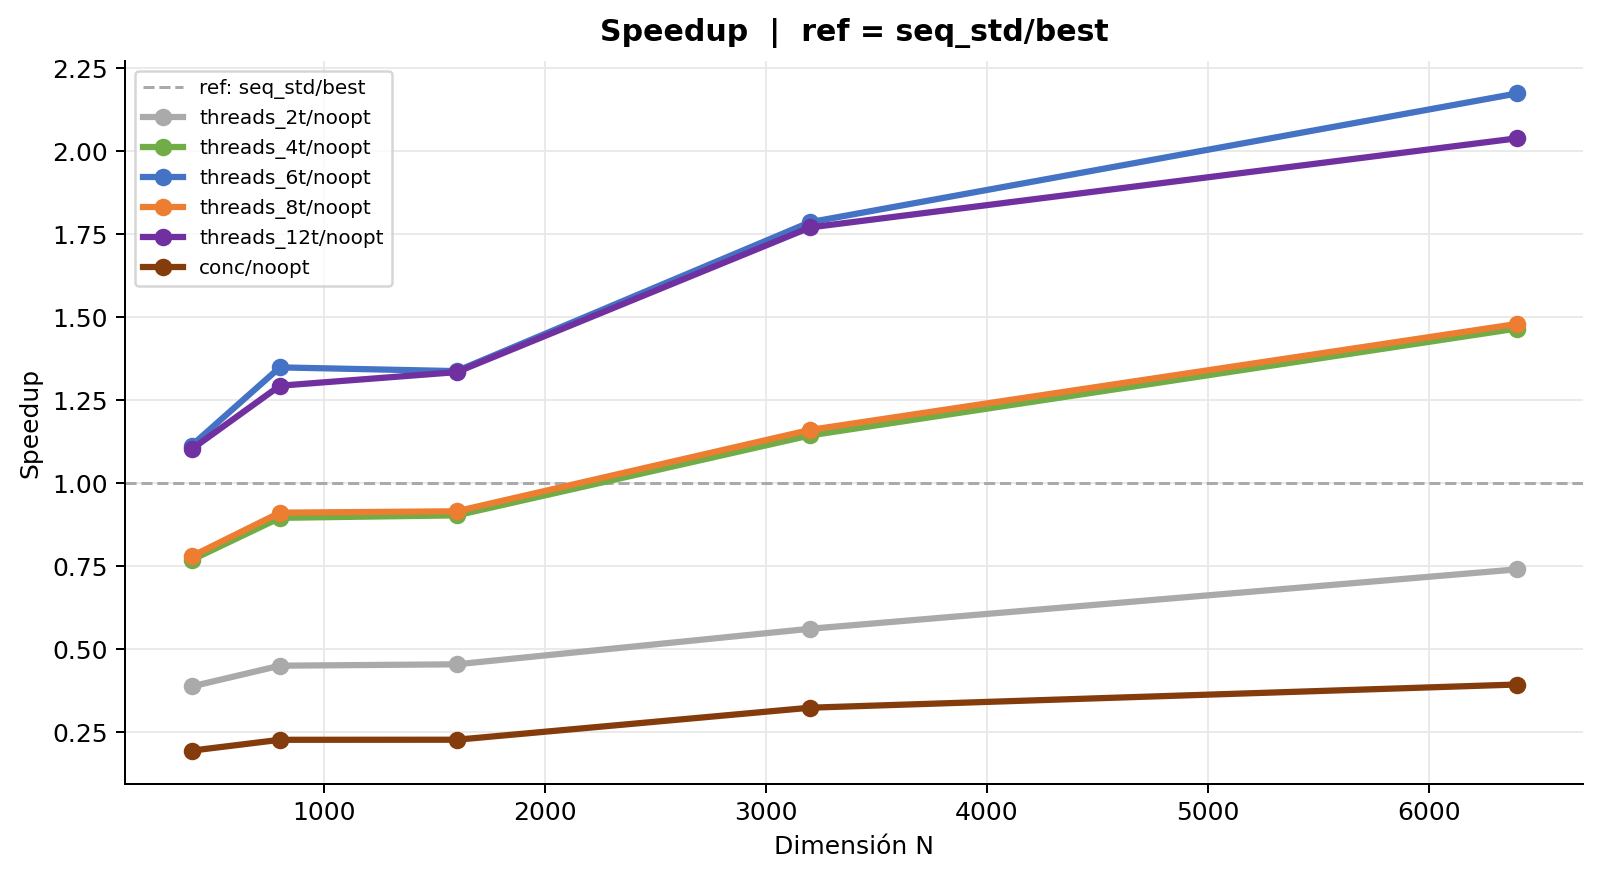 Speedup | ref = seq_std/best
2.25
2.00
1.75
1.50
1.25
1.00
0.75
0.50
0.25
Speedup
ref: seq_std/best
threads_2t/noopt
threads_4t/noopt
threads_6t/noopt
threads_8t/noopt
threads_12t/noopt
conc/noopt
1000 2000 3000 4000 5000 6000
Dimensión N